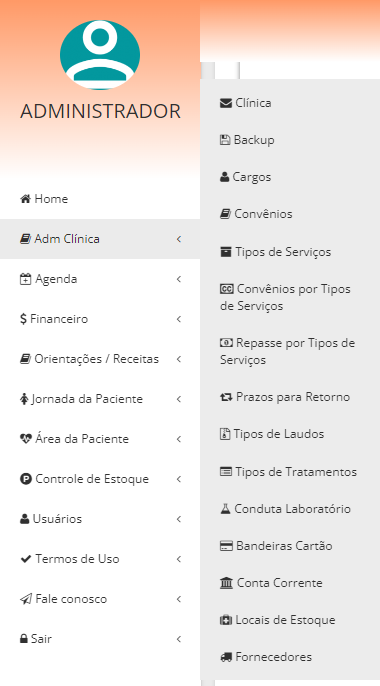 ADMINISTRADOR
Home
Adm Clínica
Agenda
Financeiro
Orientações / Receitas
Jornada da Paciente
Área da Paciente
Controle de Estoque
Usuários
Termos de Uso
Fale conosco
Sair
Clínica
Backup
Cargos
Convênios
Tipos de Serviços
Convênios por Tipos
de Serviços
Repasse por Tipos de
Serviços
Prazos para Retorno
Tipos de Laudos
Tipos de Tratamentos
Conduta Laboratório
Bandeiras Cartão
Conta Corrente
Locais de Estoque
Fornecedores